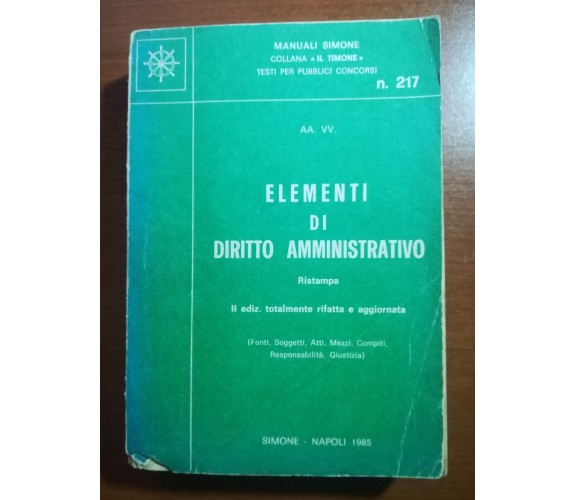 MANUALI SIMONE
COLLANA «IL TIMONE»
TESTI PER PUBBLICI CONCORSI
n. 217
AA. VV.
ELEMENTI
DI
DIRITTO AMMINISTRATIVO
Ristampa
II ediz. totalmente rifatta e aggiornata
(Fonti, Soggetti, Atti, Mezzi, Compiti,
Responsabilità, Giustizia)
SIMONE - NAPOLI 1985